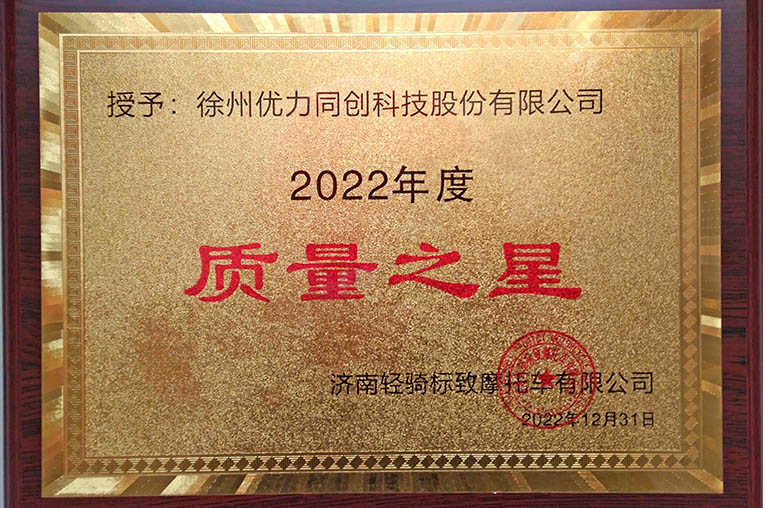 授予：徐州优力同创科技股份有限公司
2022年度
质量之星
济南轻骑标致摩托车有限公司
2022年12月31日